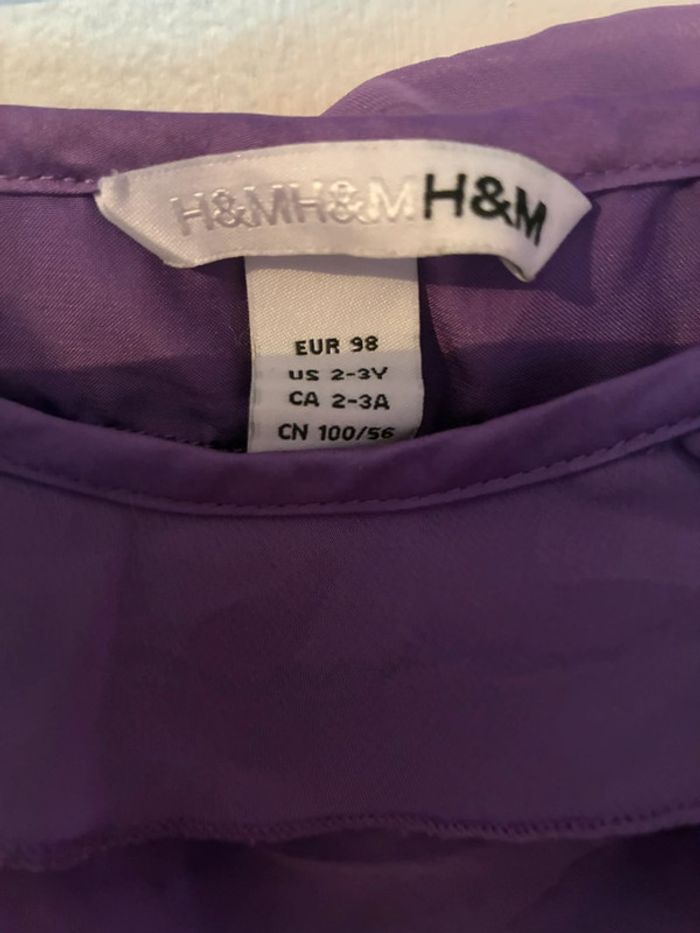 H&MH&MH&M
EUR 98
US 2-3Y
CA 2-3A
CN 100/56